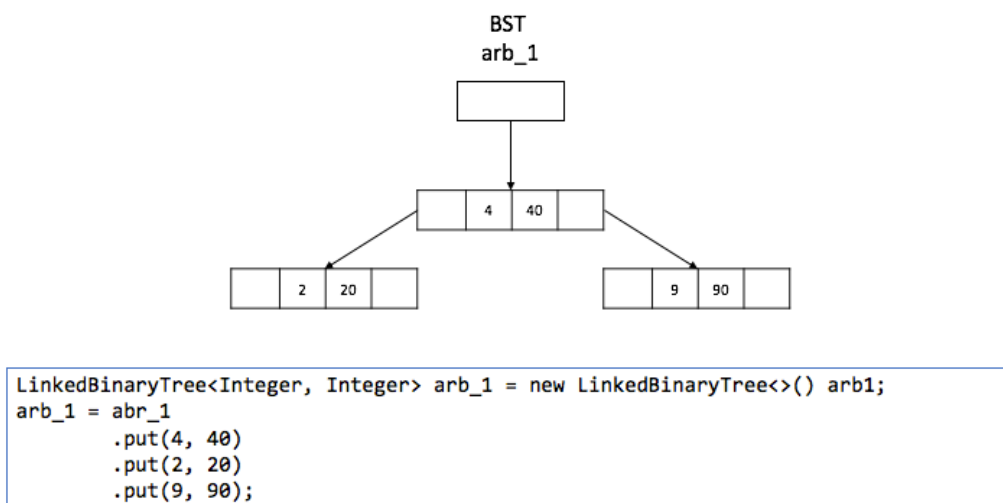 BST
arb_1
4 40
2 20 9 90
LinkedBinaryTree<Integer, Integer> arb_1 = new LinkedBinaryTree<>() arb1;
arb_1 = abr_1
.put(4, 40)
.put(2, 20)
.put(9, 90);